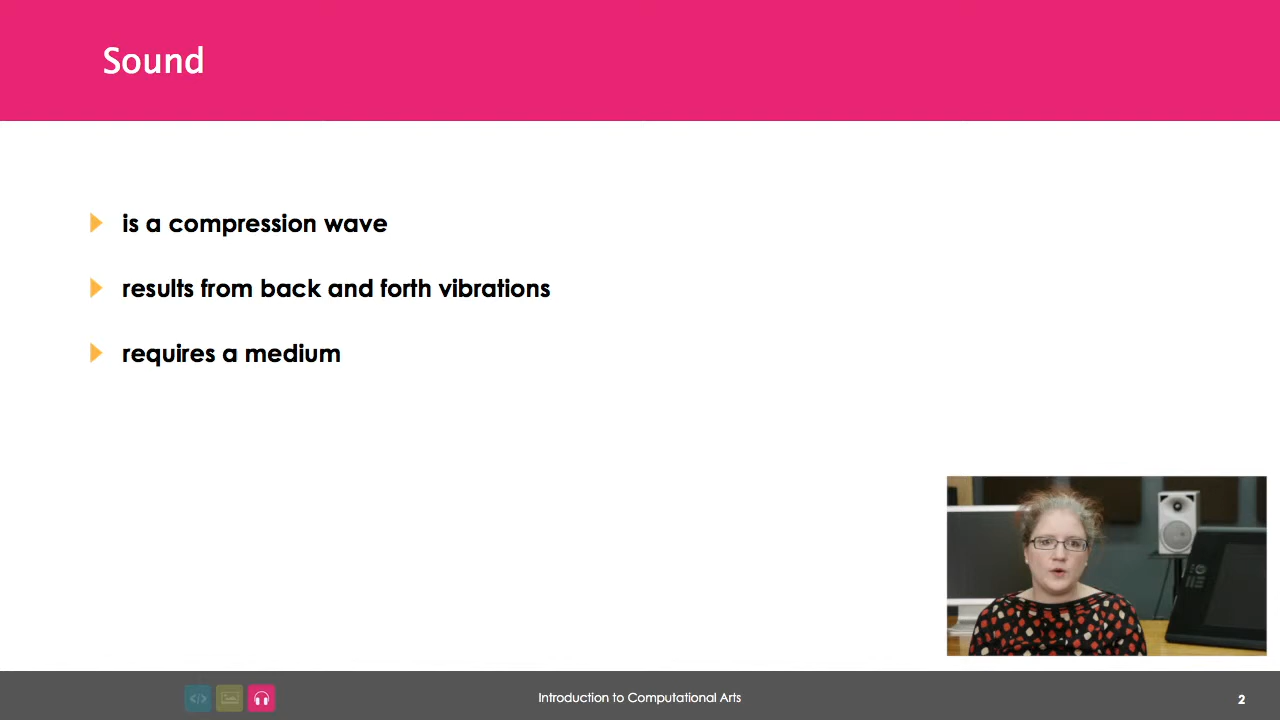 Sound
is a compression wave
results from back and forth vibrations
requires a medium
Introduction to Computational Arts
2